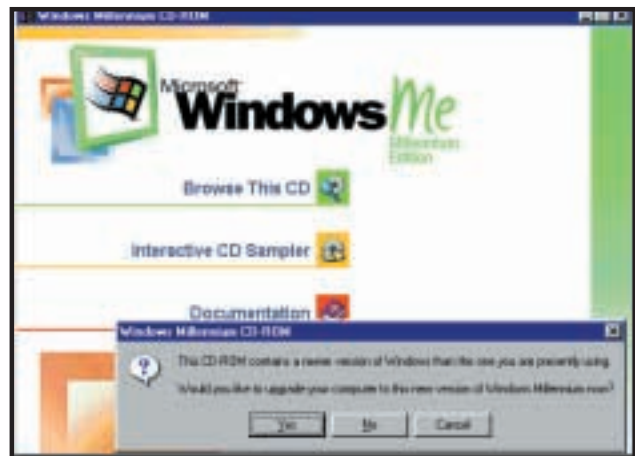 Windows Millennium CD-ROM
Microsoft
Windows Me
Millennium
Edition
Browse This CD
Interactive CD Sampler
Documentation
Windows Millennium CD-ROM
This CD-ROM contains a newer version of Windows than the one you are presently using.
Would you like to upgrade your computer to this new version of Windows Millennium now?
Yes
No
Cancel